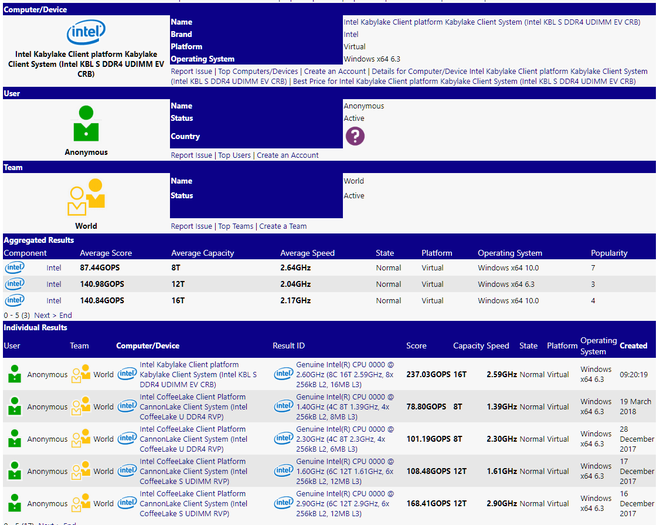 Computer/Device
intel
Intel Kabylake Client platform Kabylake
Client System (Intel KBL S DDR4 UDIMM EV
CRB)
Name Intel Kabylake Client platform Kabylake Client System (Intel KBL S DDR4 UDIMM EV CRB)
Brand Intel
Platform Virtual
Operating System Windows x64 6.3
Report Issue | Top Computers/Devices | Create an Account | Details for Computer/Device Intel Kabylake Client platform Kabylake Client System
(Intel KBL S DDR4 UDIMM EV CRB) | Best Price for Intel Kabylake Client platform Kabylake Client System (Intel KBL S DDR4 UDIMM EV CRB)
User
Anonymous
Name Anonymous
Status Active
Country ?
Report Issue | Top Users | Create an Account
Team
World
Name World
Status Active
Report Issue | Top Teams | Create a Team
Aggregated Results
Component Average Score Average Capacity Average Speed State Platform Operating System Popularity
intel Intel 87.44GOPS 8T 2.64GHz Normal Virtual Windows x64 10.0 7
intel Intel 140.98GOPS 12T 2.04GHz Normal Virtual Windows x64 6.3 3
intel Intel 140.84GOPS 16T 2.17GHz Normal Virtual Windows x64 10.0 4
0 - 5 (3) Next > End
Individual Results
User Team Computer/Device Result ID Score Capacity Speed State Platform Operating System Created
Anonymous World intel Intel Kabylake Client platform Kabylake Client System (Intel KBL S DDR4 UDIMM EV CRB) intel Genuine Intel(R) CPU 0000 @ 2.60GHz (8C 16T 2.59GHz, 8x 256kB L2, 16MB L3) 237.03GOPS 16T 2.59GHz Normal Virtual Windows x64 6.3 09:20:19
Anonymous World intel Intel CoffeeLake Client Platform CannonLake Client System (Intel CoffeeLake U DDR4 RVP) intel Genuine Intel(R) CPU 0000 @ 1.40GHz (4C 8T 1.39GHz, 4x 256kB L2, 8MB L3) 78.80GOPS 8T 1.39GHz Normal Virtual Windows x64 6.3 19 March 2018
Anonymous World intel Intel CoffeeLake Client Platform CannonLake Client System (Intel CoffeeLake U DDR4 RVP) intel Genuine Intel(R) CPU 0000 @ 2.30GHz (4C 8T 2.3GHz, 4x 256kB L2, 6MB L3) 101.19GOPS 8T 2.30GHz Normal Virtual Windows x64 6.3 28 December 2017
Anonymous World intel Intel CoffeeLake Client Platform CannonLake Client System (Intel CoffeeLake S UDIMM RVP) intel Genuine Intel(R) CPU 0000 @ 1.60GHz (6C 12T 1.61GHz, 6x 256kB L2, 12MB L3) 108.48GOPS 12T 1.61GHz Normal Virtual Windows x64 6.3 17 December 2017
Anonymous World intel Intel CoffeeLake Client Platform CannonLake Client System (Intel CoffeeLake S UDIMM RVP) intel Genuine Intel(R) CPU 0000 @ 2.90GHz (6C 12T 2.9GHz, 6x 256kB L2, 12MB L3) 168.41GOPS 12T 2.90GHz Normal Virtual Windows x64 6.3 16 December 2017